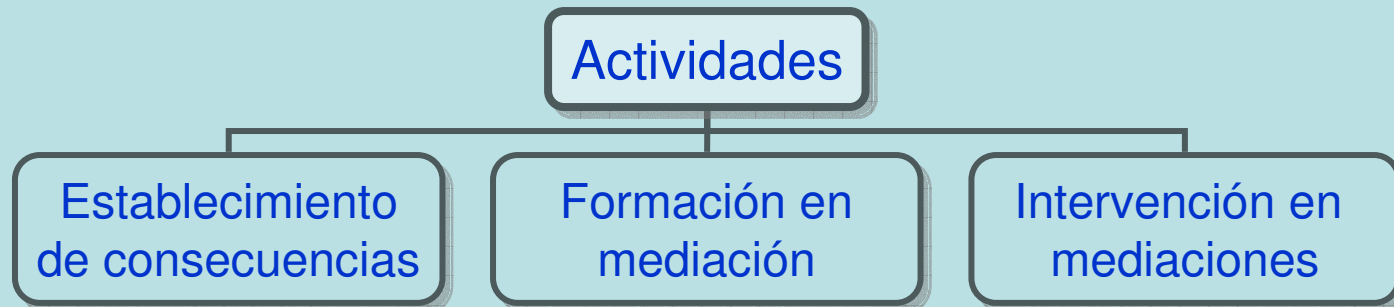 Actividades
Establecimiento
de consecuencias
Formación en
mediación
Intervención en
mediaciones